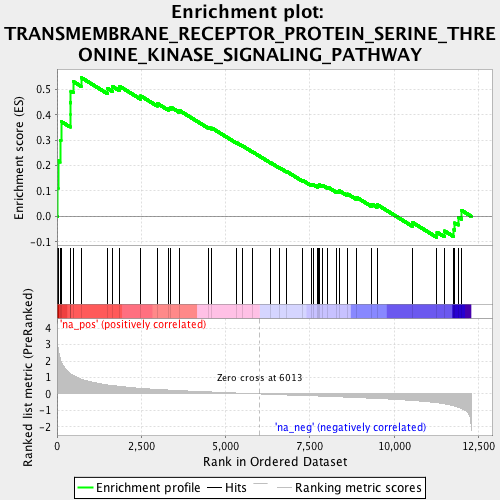 Enrichment plot:
TRANSMEMBRANE_RECEPTOR_PROTEIN_SERINE_THRE
ONINE_KINASE_SIGNALING_PATHWAY
Enrichment score (ES)
0.5
0.4
0.3
0.2
0.1
0.0
-0.1
'na_pos' (positively correlated)
Ranked list metric (PreRanked)
4
3
2
1
0
-1
-2
Zero cross at 6013
'na_neg' (negatively correlated)
0 2,500 5,000 7,500 10,000 12,500
Rank in Ordered Dataset
Enrichment profile Hits Ranking metric scores